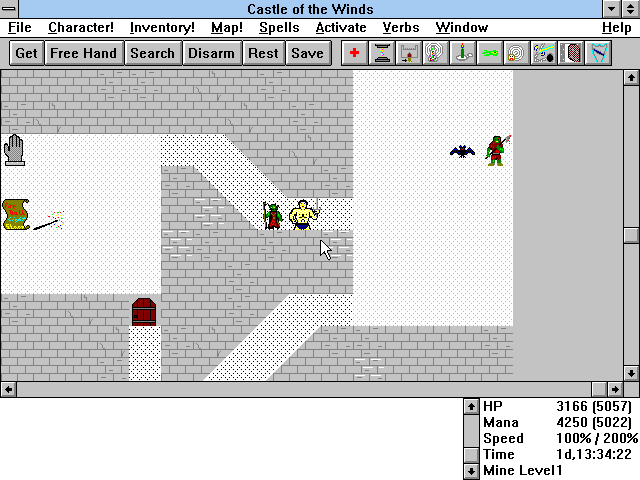 Castle of the Winds
File Character! Inventory! Map! Spells Activate Verbs Window Help
Get Free Hand Search Disarm Rest Save
HP 3166 (5057)
Mana 4250 (5022)
Speed 100% / 200%
Time 1d,13:34:22
Mine Level1